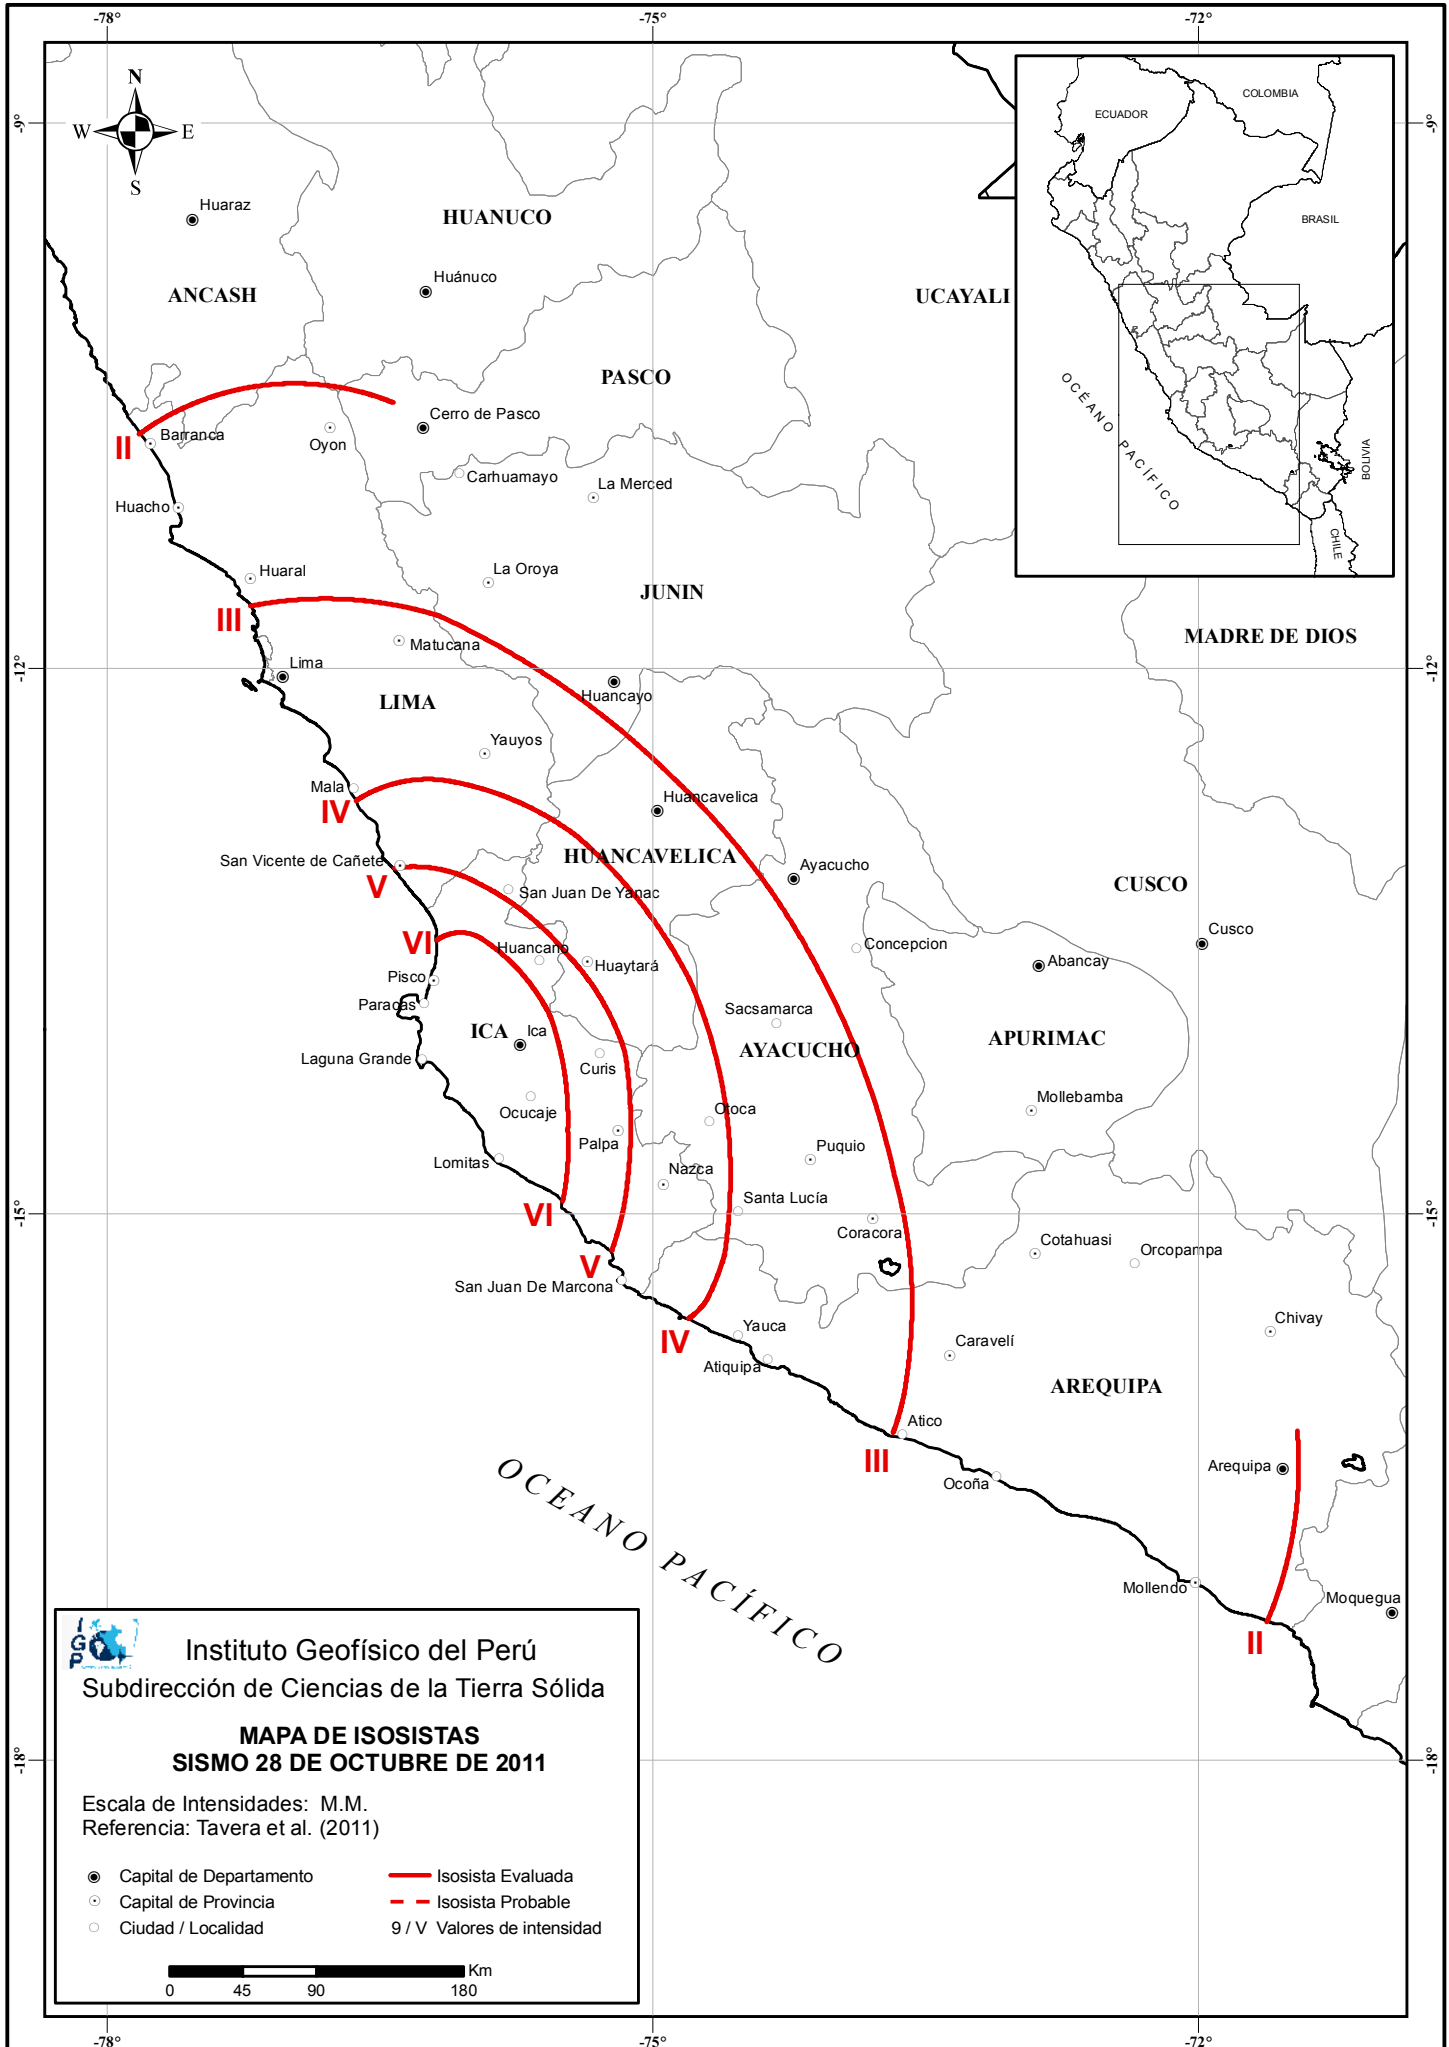 -78°
-75°
-72°
-9°
-9°
N
W
E
S
COLOMBIA
ECUADOR
BRASIL
OCÉANO PACÍFICO
BOLIVIA
CHILE
Huaraz
HUANUCO
Huánuco
ANCASH
UCAYALI
PASCO
Cerro de Pasco
II
Barranca
Oyon
Carhuamayo
La Merced
Huacho
Huaral
La Oroya
JUNIN
III
MADRE DE DIOS
Matucana
-12°
-12°
Lima
Huancayo
LIMA
Yauyos
Mala
IV
Huancavelica
HUANCAVELICA
San Vicente de Cañete
V
Ayacucho
San Juan De Yanac
CUSCO
VI
Huancano
Concepcion
Cusco
Huaytará
Abancay
Pisco
Paracas
Sacsamarca
ICA
Ica
AYACUCHO
APURIMAC
Laguna Grande
Curis
Ocucaje
Otoca
Mollebamba
Palpa
Puquio
Lomitas
Nazca
Santa Lucía
-15°
-15°
VI
Coracora
Cotahuasi
Orcopampa
V
San Juan De Marcona
IV
Yauca
Atiquipa
Caravelí
Chivay
AREQUIPA
Atico
III
Ocoña
Arequipa
OCEANO PACÍFICO
Mollendo
Moquegua
II
-18°
-18°
IGP
Instituto Geofísico del Perú
Subdirección de Ciencias de la Tierra Sólida
MAPA DE ISOSISTAS
SISMO 28 DE OCTUBRE DE 2011
Escala de Intensidades: M.M.
Referencia: Tavera et al. (2011)
Capital de Departamento
Isosista Evaluada
Capital de Provincia
Isosista Probable
Ciudad / Localidad
9 / V Valores de intensidad
Km
0 45 90 180
-78°
-75°
-72°